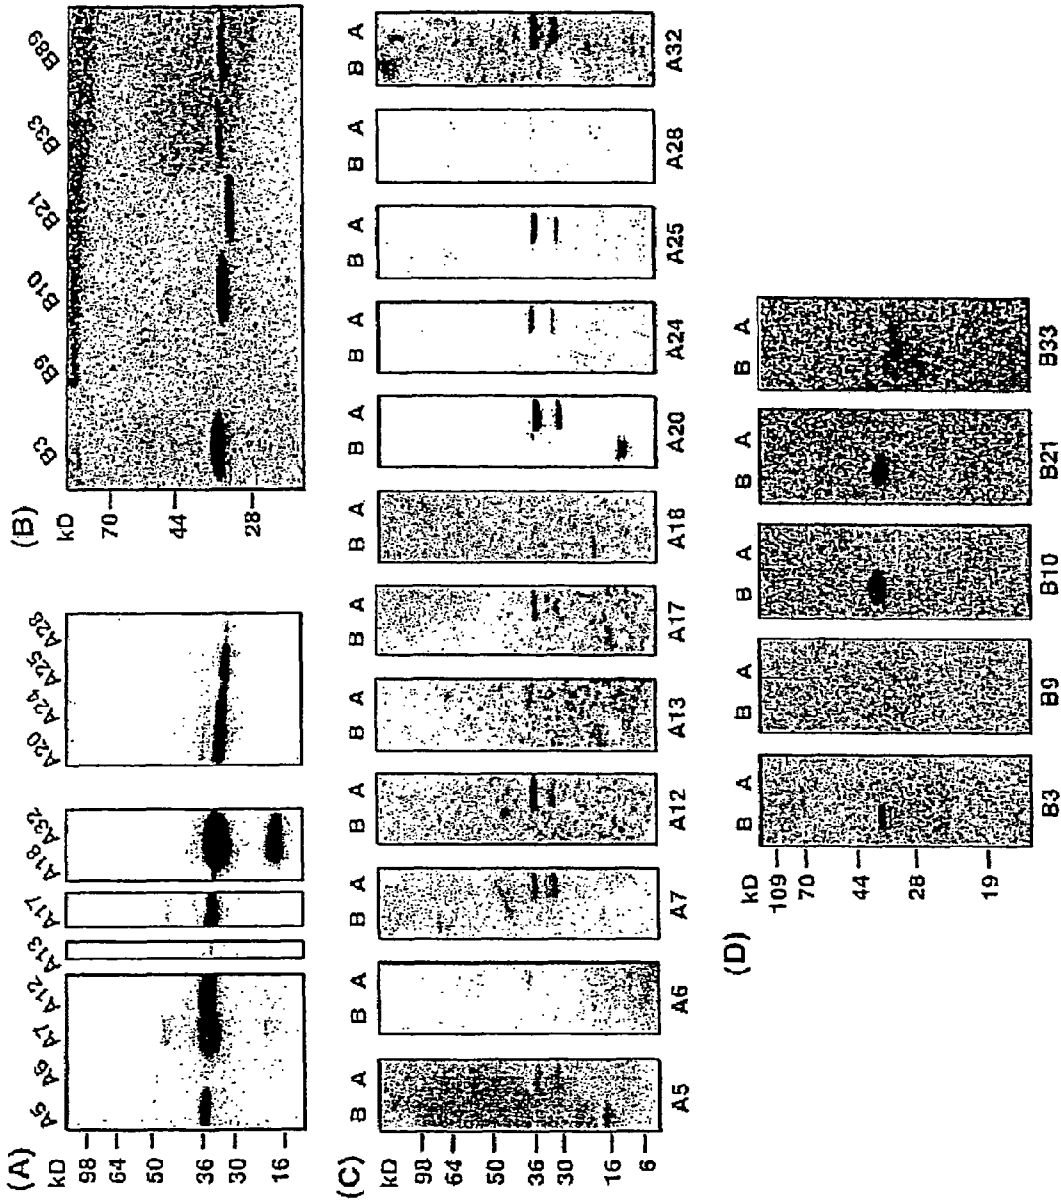 (A)
A5 A6 A7 A12 A13 A17 A18 A32 A20 A24 A25 A28
kD
98
64
50
36
30
16
(B)
B3 B9 B10 B21 B33 B89
kD
70
44
28
(C)
B A B A B A B A B A B A B A B A B A B A B A B A
kD
98
64
50
36
30
16
6
A5 A6 A7 A12 A13 A17 A18 A20 A24 A25 A28 A32
(D)
B A B A B A B A B A
kD
109
70
44
28
19
B3 B9 B10 B21 B33